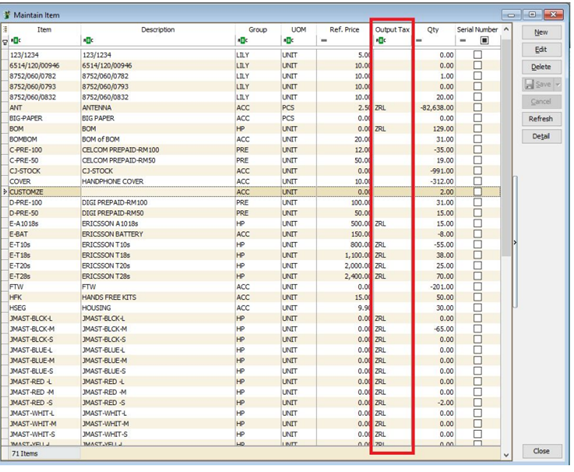 Maintain Item
Item Description Group UOM Ref. Price Output Tax Qty Serial Number New
Edit
123/1234 123/1234 LILY UNIT 5.00 0.00
6514/120/00946 6514/120/00946 LILY UNIT 10.00 0.00
8752/060/0782 8752/060/0782 LILY UNIT 10.00 1.00 Delete
8752/060/0793 8752/060/0793 LILY UNIT 10.00 0.00
8752/060/0832 8752/060/0832 LILY UNIT 10.00 20.00 Save
ANT ANTENNA ACC PCS 2.50 ZRL -82,638.00 Cancel
BIG-PAPER BIG PAPER ACC PCS 0.00 0.00
BOM BOM HP UNIT 0.00 ZRL 129.00 Refresh
BOMBOM BOM of BOM ACC UNIT 20.00 31.00 Detail
C-PRE-100 CELCOM PREPAID-RM100 PRE UNIT 12.00 -35.00
C-PRE-50 CELCOM PREPAID-RM50 PRE UNIT 50.00 19.00
CJ-STOCK CJ-STOCK ACC UNIT 0.00 -991.00
COVER HANDPHONE COVER ACC UNIT 10.00 -312.00
CUSTOMZE ACC UNIT 0.00 2.00
D-PRE-100 DIGI PREPAID-RM100 PRE UNIT 100.00 31.00
D-PRE-50 DIGI PREPAID-RM50 PRE UNIT 50.00 15.00
E-A1018s ERICSSON A1018s HP UNIT 500.00 ZRL 15.00
E-BAT ERICSSON BATTERY ACC UNIT 150.00 -8.00
E-T10s ERICSSON T10s HP UNIT 800.00 ZRL -55.00
E-T18s ERICSSON T18s HP UNIT 1,100.00 ZRL 38.00
E-T20s ERICSSON T20s HP UNIT 2,000.00 ZRL 25.00
E-T28s ERICSSON T28s HP UNIT 2,400.00 ZRL 70.00
FTW FTW ACC UNIT 0.00 -201.00
HFK HANDS FREE KITS ACC UNIT 15.00 50.00
HSEG HOUSING ACC UNIT 9.90 30.00
JMAST-BLCK-L JMAST-BLCK-L HP UNIT 0.00 ZRL 0.00
JMAST-BLCK-M JMAST-BLCK-M HP UNIT 0.00 ZRL -65.00
JMAST-BLCK-S JMAST-BLCK-S HP UNIT 0.00 ZRL 0.00
JMAST-BLUE-L JMAST-BLUE-L HP UNIT 0.00 ZRL 0.00
JMAST-BLUE-M JMAST-BLUE-M HP UNIT 0.00 ZRL 0.00
JMAST-BLUE-S JMAST-BLUE-S HP UNIT 0.00 ZRL 0.00
JMAST-RED -L JMAST-RED -L HP UNIT 0.00 ZRL 0.00
JMAST-RED -M JMAST-RED -M HP UNIT 0.00 ZRL 0.00
JMAST-RED -S JMAST-RED -S HP UNIT 0.00 ZRL -2.00
JMAST-WHIT-L JMAST-WHIT-L HP UNIT 0.00 ZRL 0.00
JMAST-WHIT-M JMAST-WHIT-M HP UNIT 0.00 ZRL 0.00
JMAST-WHIT-S JMAST-WHIT-S HP UNIT 0.00 ZRL 0.00
JMAST-YELL-L JMAST-YELL-L HP UNIT 0.00 ZRL 0.00
71 Items Close